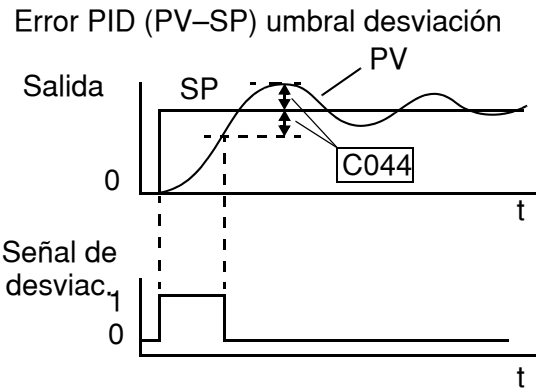 Error PID (PV–SP) umbral desviación
PV
Salida
SP
C044
0
t
Señal de
desviac.
1
0
t